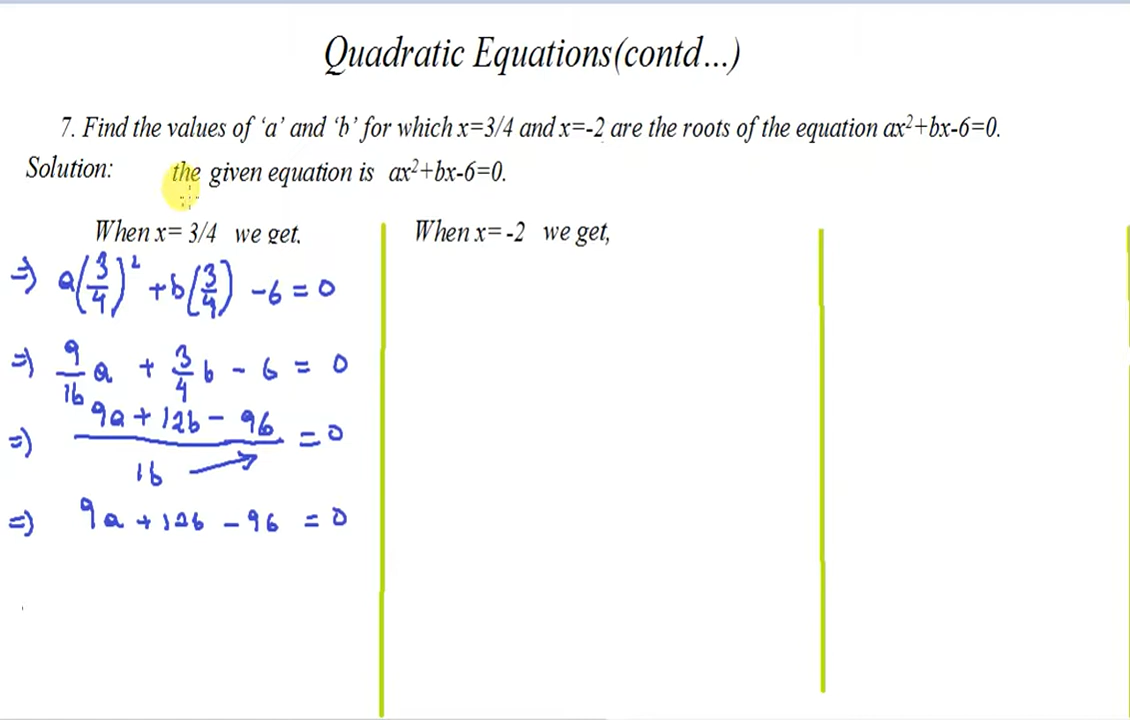 Quadratic Equations(contd...)
7. Find the values of ‘a’ and ‘b’ for which x=3/4 and x=-2 are the roots of the equation ax²+bx-6=0.
Solution: the given equation is ax²+bx-6=0.
When x= 3/4 we get.
⇒ a(3/4)² + b(3/4) - 6 = 0
⇒ 9/16 a + 3/4 b - 6 = 0
⇒ (9a + 12b - 96)/16 = 0
⇒ 9a + 12b - 96 = 0
When x= -2 we get,